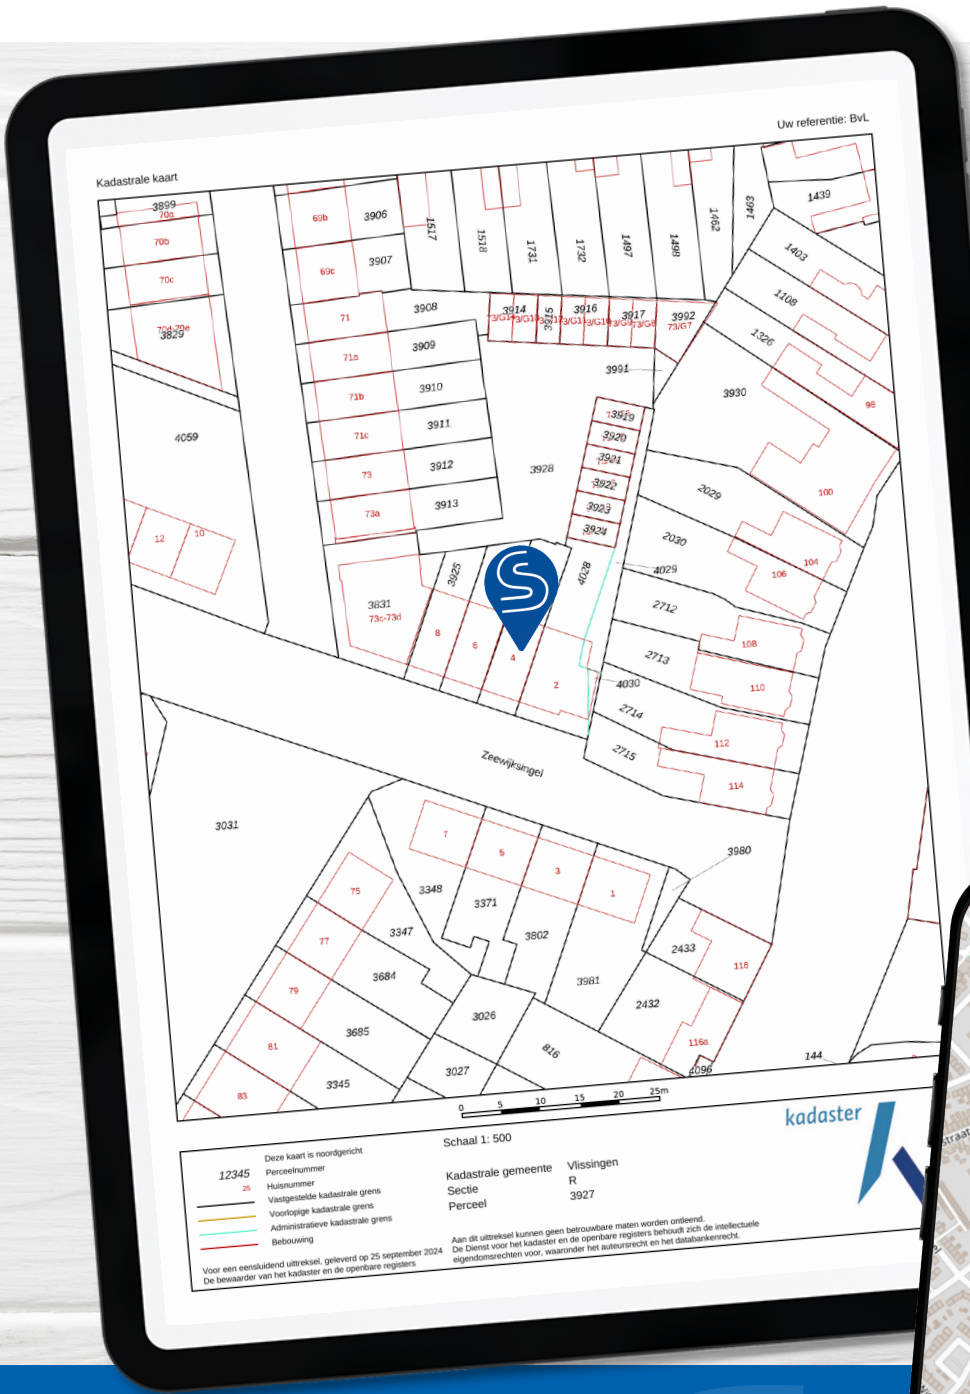 Uw referentie: BvL
Kadastrale kaart
3899
70a
70b
70c
70d-70e
3829
4059
12
10
69b
3906
69c
3907
71
3908
71a
3909
71b
3910
71c
3911
73
3912
73a
3913
1517
1518
1731
1732
1497
1498
1462
1463
1439
1403
1108
1326
98
3930
100
3914
3915
3916
3917
3992
73/G7
3991
3919
3920
3921
3922
3923
3924
3928
2029
2030
104
106
4029
4028
2712
108
2713
110
4030
2714
112
2715
114
3831
73c-73d
3925
8
6
4
2
Zeewijksingel
3031
7
5
3
1
3980
75
77
79
81
83
3348
3347
3371
3802
3981
3684
3685
3345
3026
3027
816
2433
2432
116
116a
4096
144
0 5 10 15 20 25m
Schaal 1: 500
kadaster
Deze kaart is noordgericht
12345 Perceelnummer
25 Huisnummer
Vastgestelde kadastrale grens
Voorlopige kadastrale grens
Administratieve kadastrale grens
Bebouwing
Kadastrale gemeente Vlissingen
Sectie R
Perceel 3927
Voor een eensluidend uittreksel, geleverd op 25 september 2024
De bewaarder van het kadaster en de openbare registers
Aan dit uittreksel kunnen geen betrouwbare maten worden ontleend.
De Dienst voor het kadaster en de openbare registers behoudt zich de intellectuele
eigendomsrechten voor, waaronder het auteursrecht en het databankenrecht.
straat